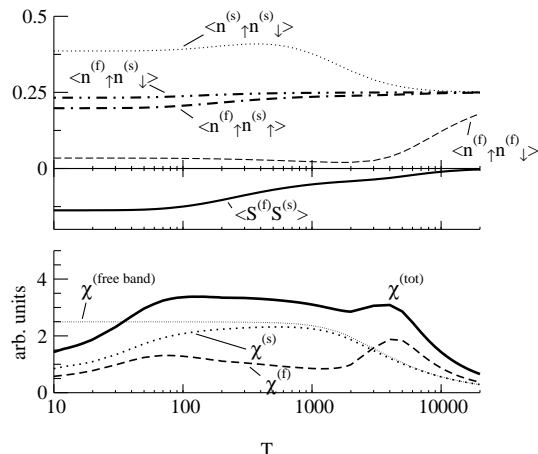 0.5
<n^(s)↑n^(s)↓>
<n^(f)↑n^(s)↓>
0.25
<n^(f)↑n^(s)↑>
<n^(f)↑n^(f)↓>
0
<S^(f)S^(s)>
χ^(free band)
χ^(tot)
4
arb. units
χ^(s)
2
χ^(f)
0
10
100
1000
10000
T